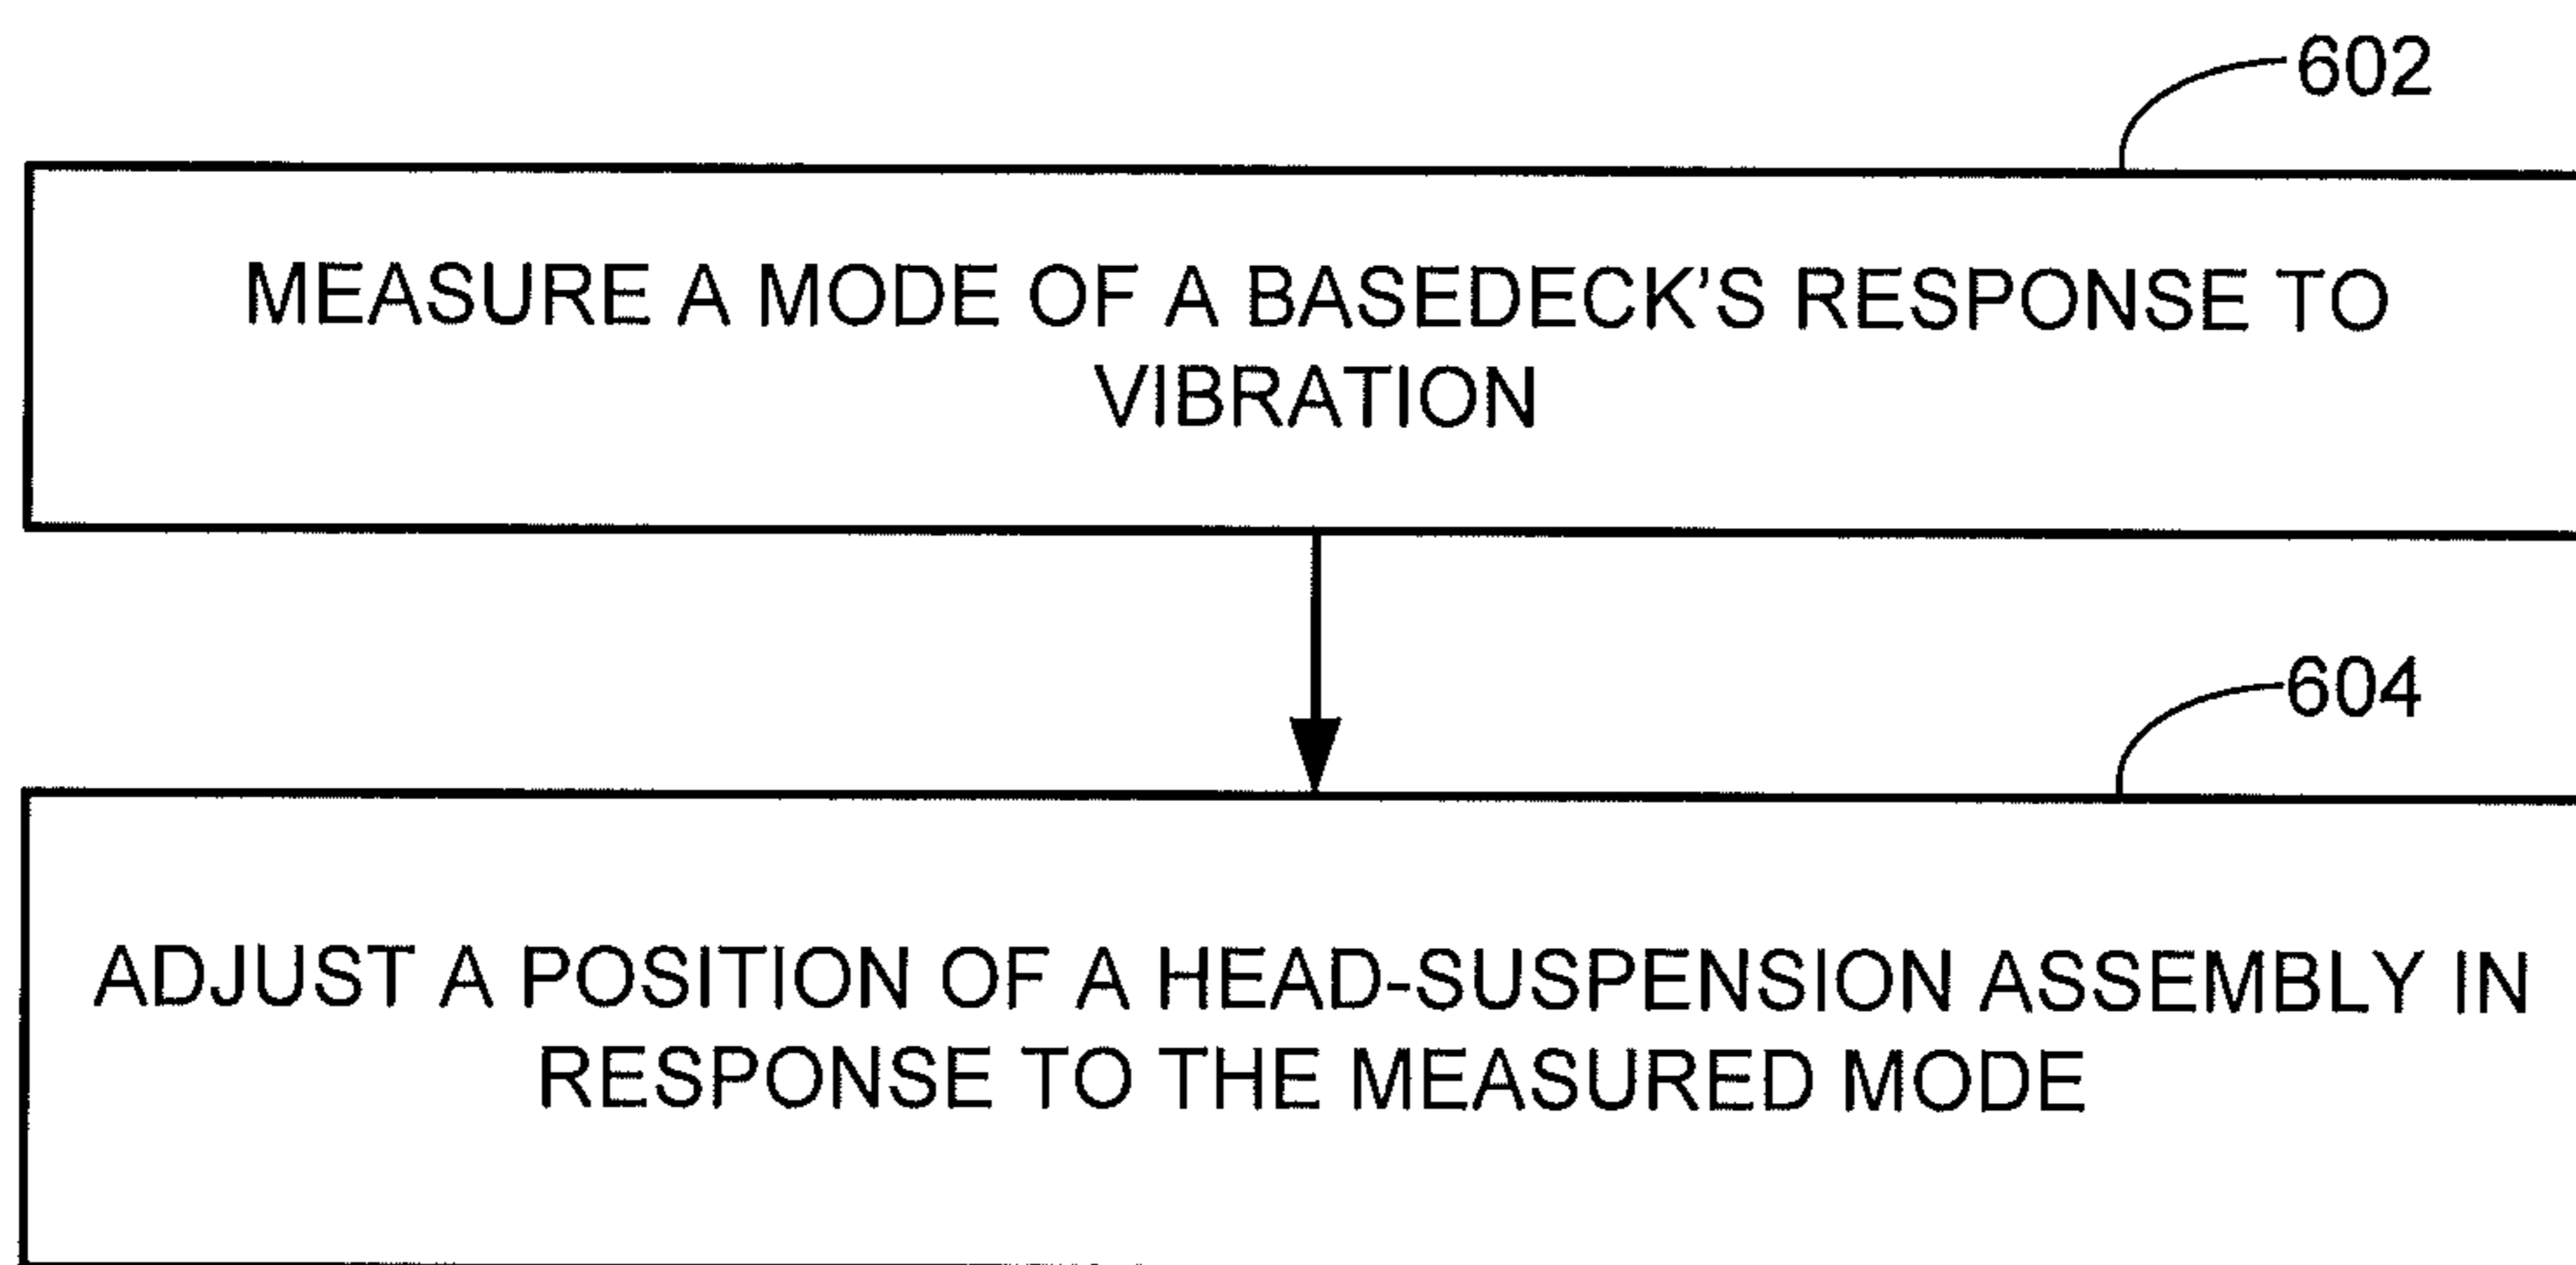 602
MEASURE A MODE OF A BASEDECK’S RESPONSE TO
VIBRATION
604
ADJUST A POSITION OF A HEAD-SUSPENSION ASSEMBLY IN
RESPONSE TO THE MEASURED MODE